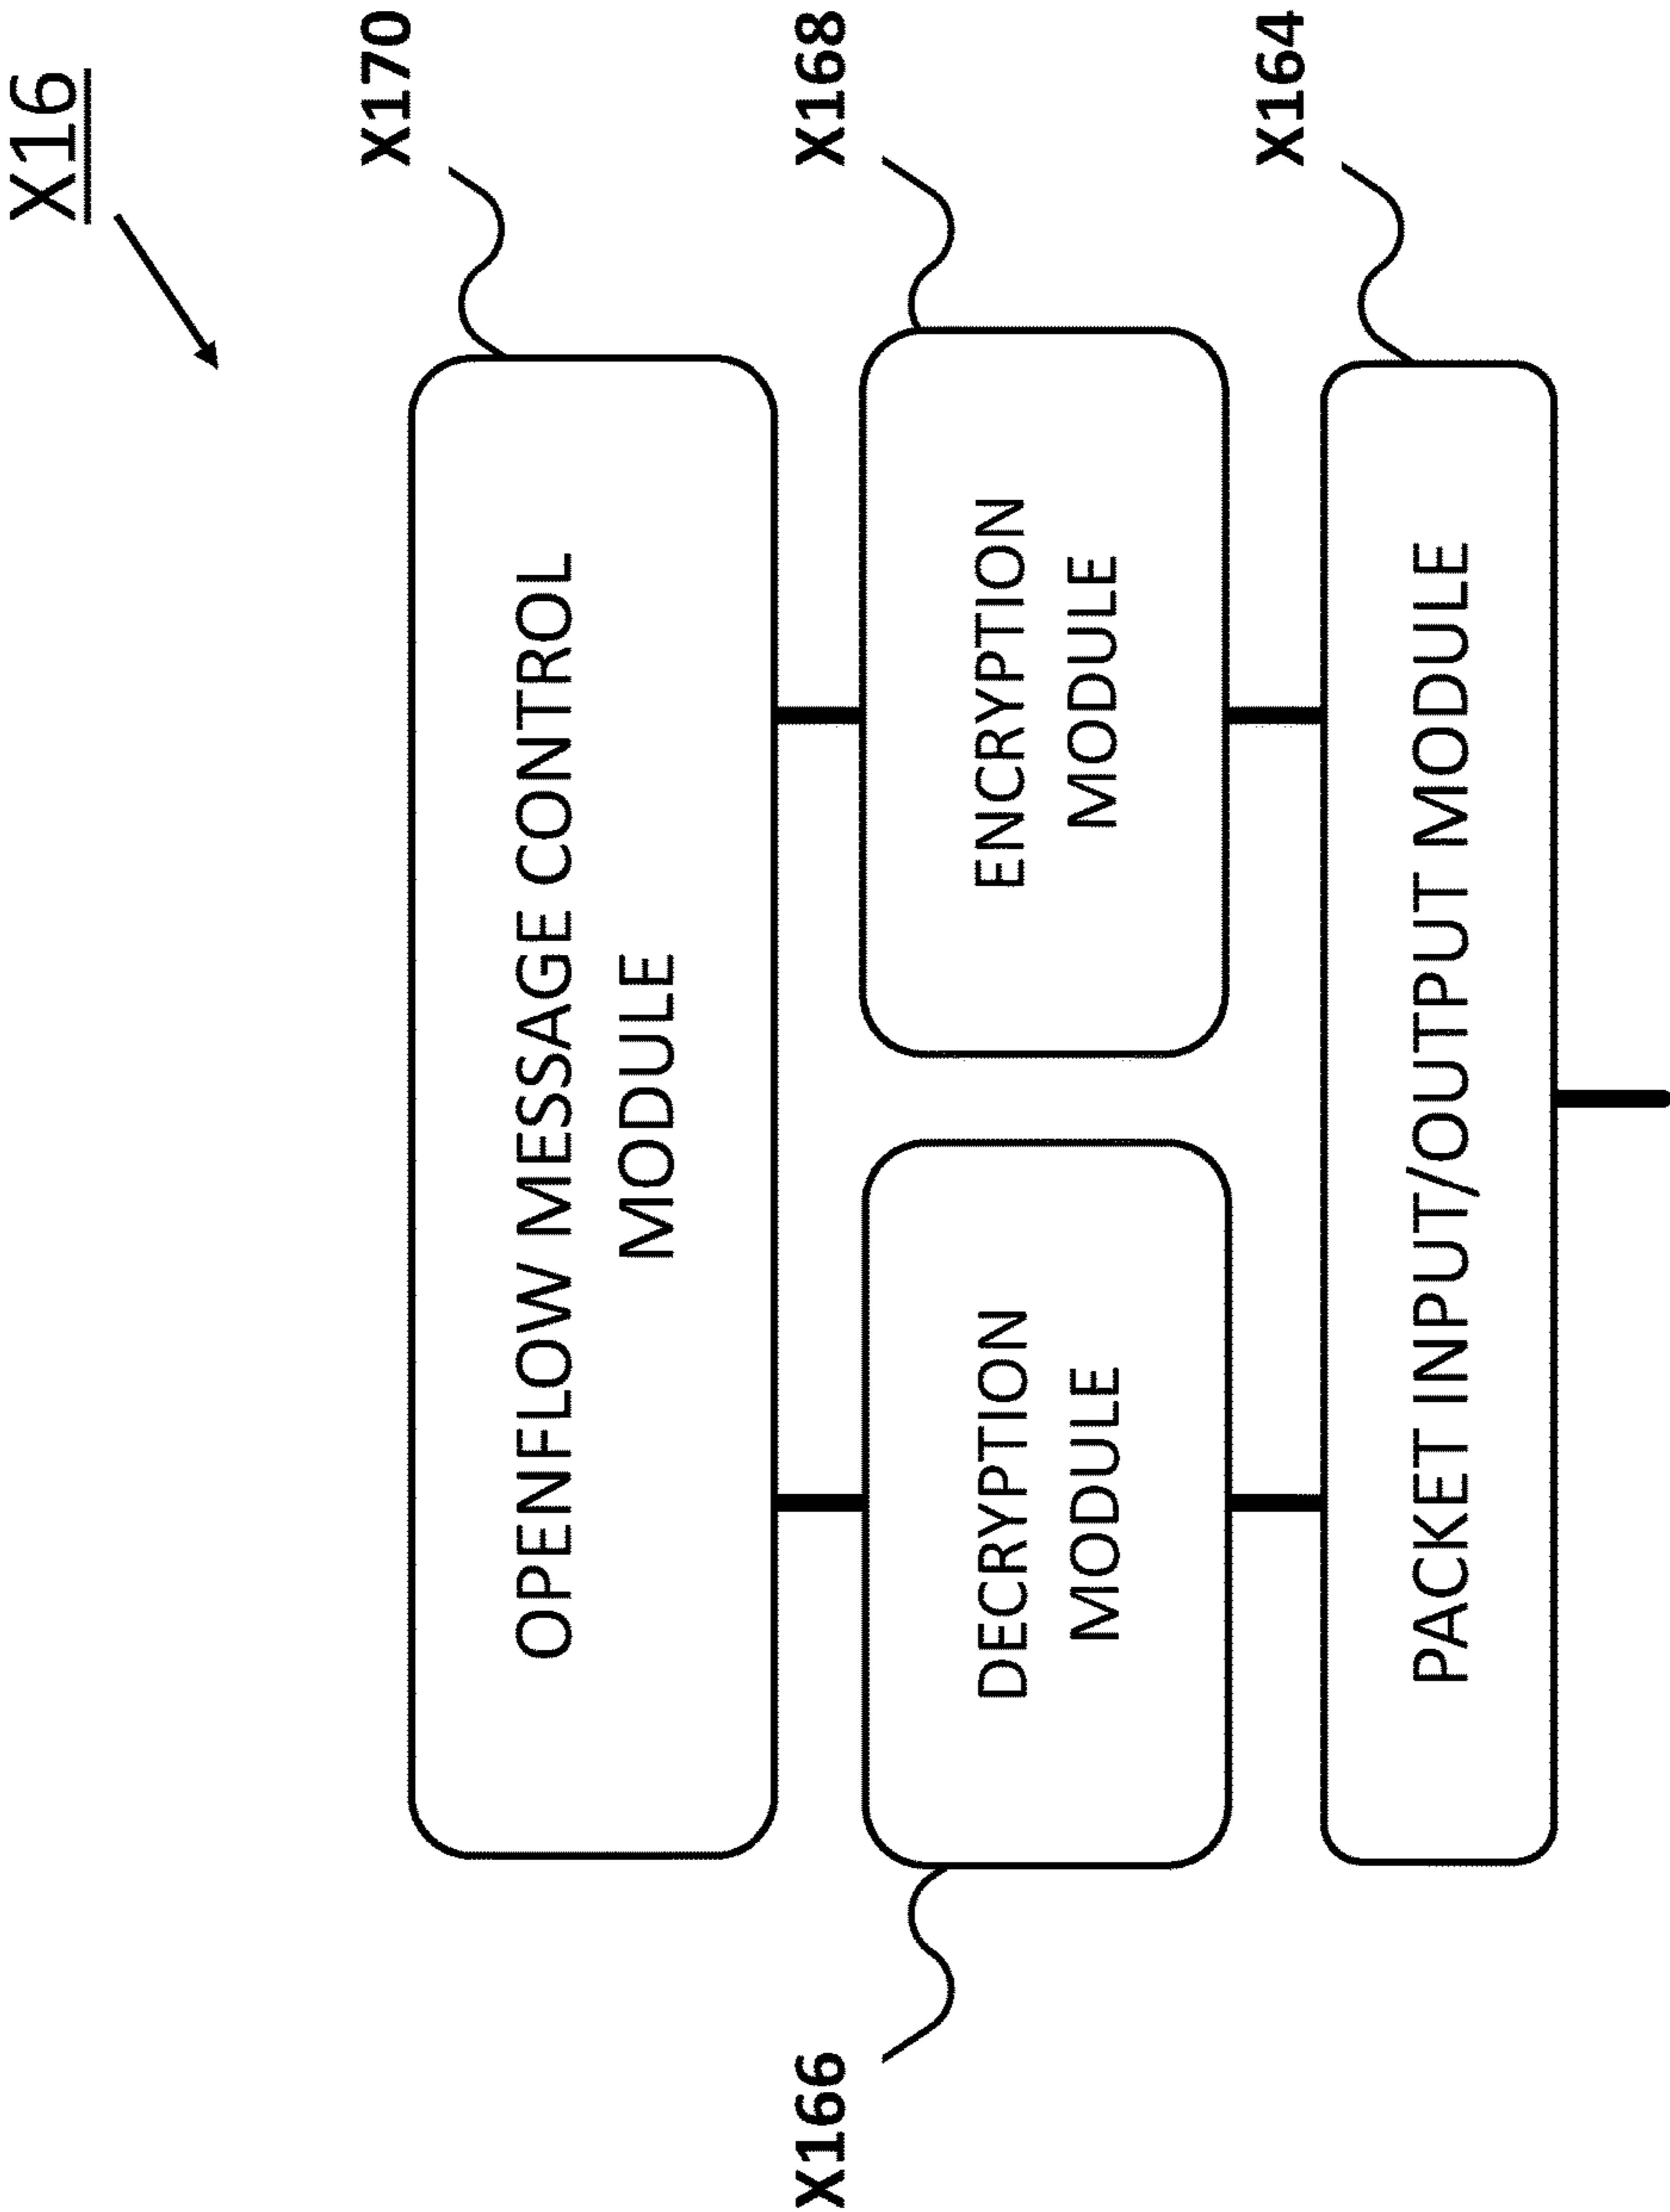 X16
X170
OPENFLOW MESSAGE CONTROL
MODULE
X166
DECRYPTION
MODULE
X168
ENCRYPTION
MODULE
X164
PACKET INPUT/OUTPUT MODULE